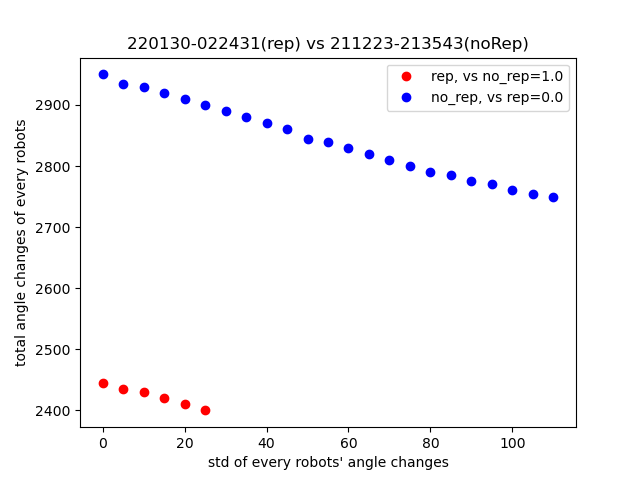 220130-022431(rep) vs 211223-213543(noRep)
rep, vs no_rep=1.0
no_rep, vs rep=0.0
total angle changes of every robots
2900
2800
2700
2600
2500
2400
0 20 40 60 80 100
std of every robots' angle changes